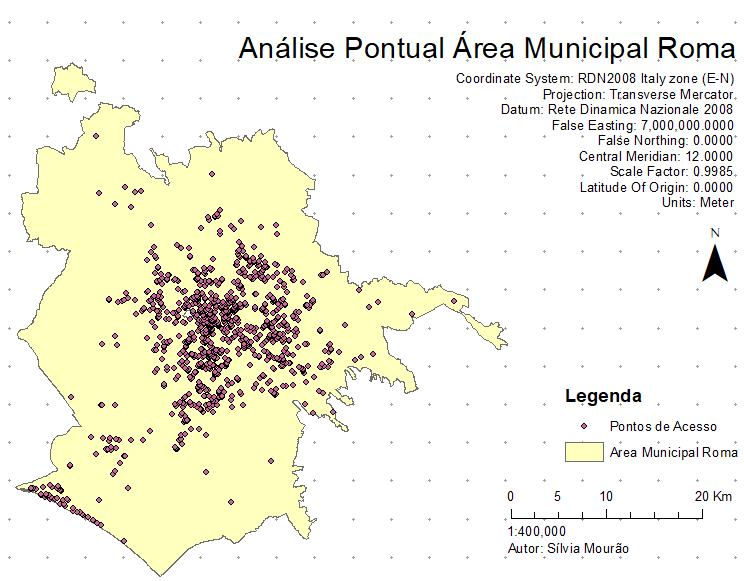 Análise Pontual Área Municipal Roma
Coordinate System: RDN2008 Italy zone (E-N)
Projection: Transverse Mercator
Datum: Rete Dinamica Nazionale 2008
False Easting: 7,000,000.0000
False Northing: 0.0000
Central Meridian: 12.0000
Scale Factor: 0.9985
Latitude Of Origin: 0.0000
Units: Meter
N
Legenda
Pontos de Acesso
Area Municipal Roma
0 5 10 20 Km
1:400,000
Autor: Sílvia Mourão